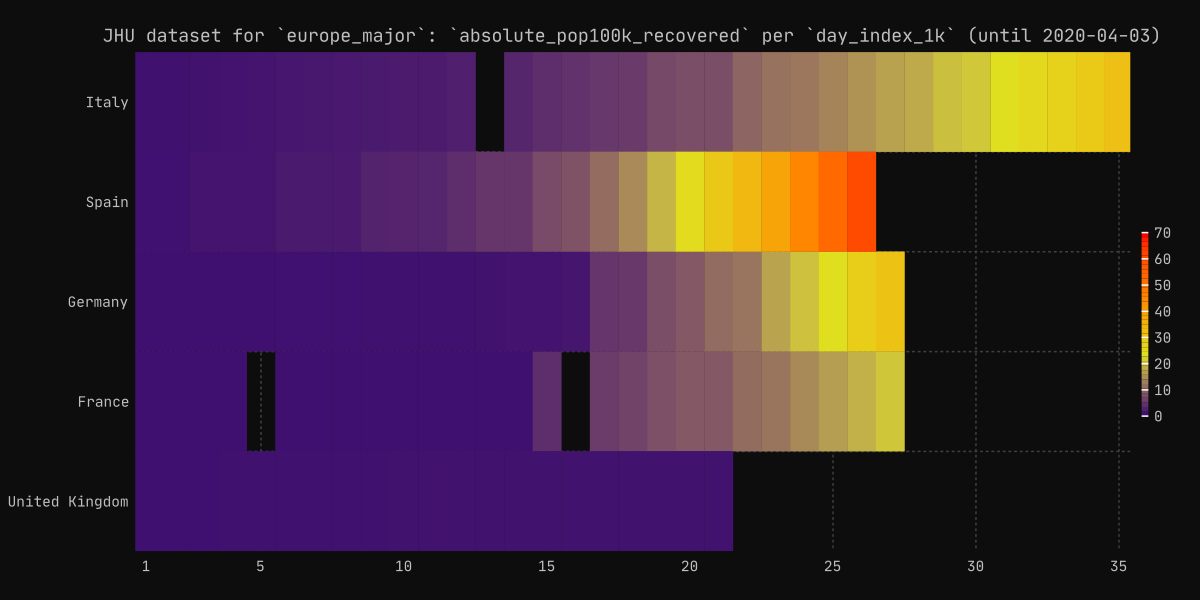 JHU dataset for `europe_major`: `absolute_pop100k_recovered` per `day_index_1k` (until 2020-04-03)
Italy
Spain
Germany
France
United Kingdom
1 5 10 15 20 25 30 35
70
60
50
40
30
20
10
0